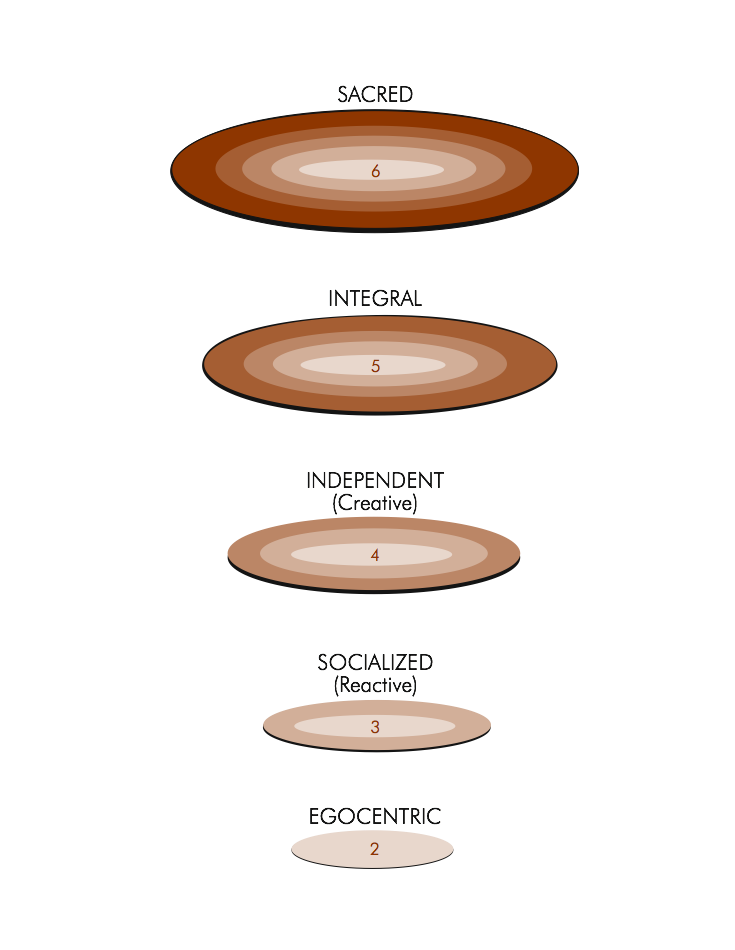 SACRED
6
INTEGRAL
5
INDEPENDENT
(Creative)
4
SOCIALIZED
(Reactive)
3
EGOCENTRIC
2